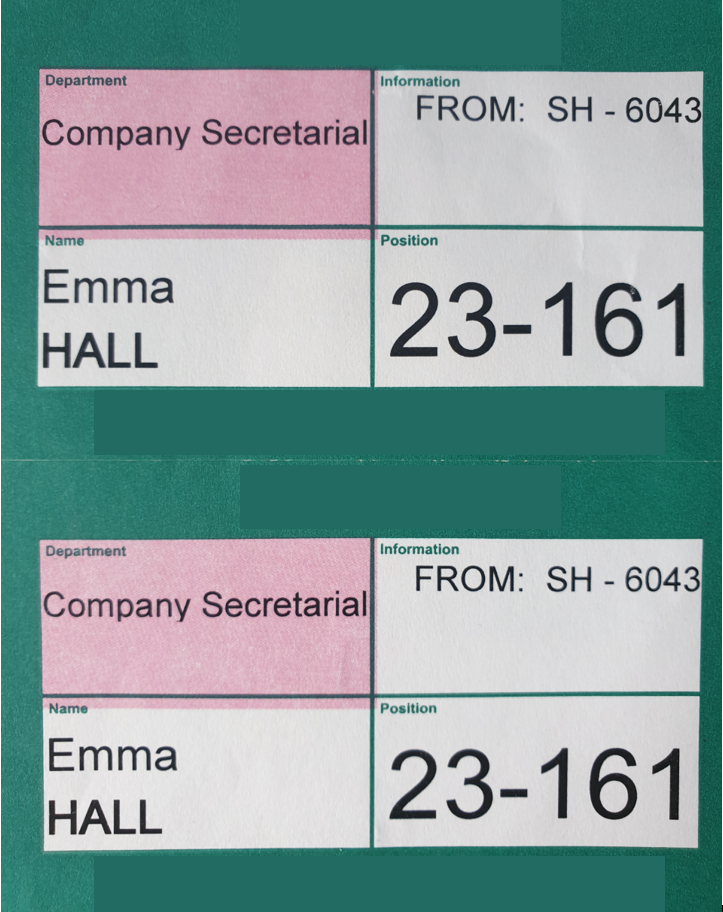 Department
Company Secretarial
Information
FROM: SH - 6043
Name
Emma
HALL
Position
23-161
Department
Company Secretarial
Information
FROM: SH - 6043
Name
Emma
HALL
Position
23-161